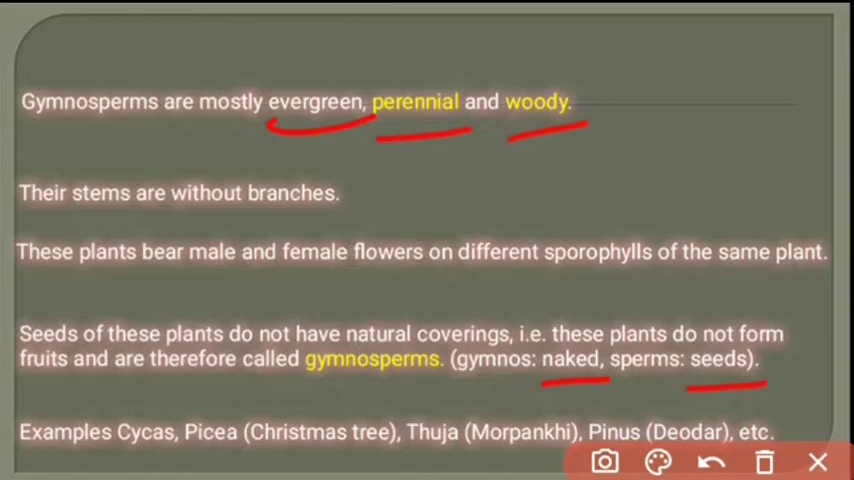 Gymnosperms are mostly evergreen, perennial and woody.
Their stems are without branches.
These plants bear male and female flowers on different sporophylls of the same plant.
Seeds of these plants do not have natural coverings, i.e. these plants do not form
fruits and are therefore called gymnosperms. (gymnos: naked, sperms: seeds).
Examples Cycas, Picea (Christmas tree), Thuja (Morpankhi), Pinus (Deodar), etc.